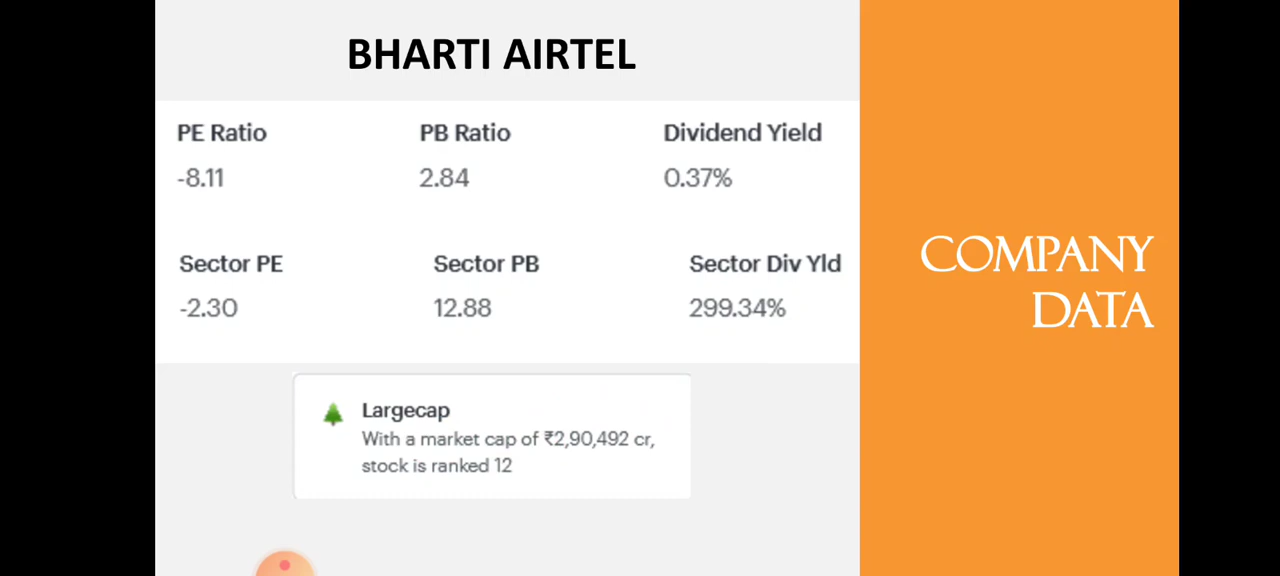 BHARTI AIRTEL
PE Ratio PB Ratio Dividend Yield
-8.11 2.84 0.37%
Sector PE Sector PB Sector Div Yld
-2.30 12.88 299.34%
Largecap
With a market cap of ₹2,90,492 cr,
stock is ranked 12
COMPANY
DATA